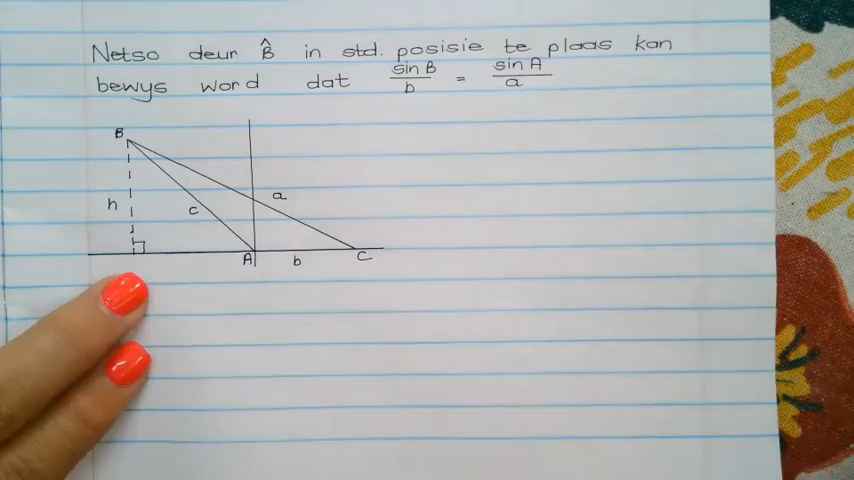 Netso deur B̂ in std. posisie te plaas kan
bewys word dat sin B / b = sin A / a
B
h
c
a
A
b
C